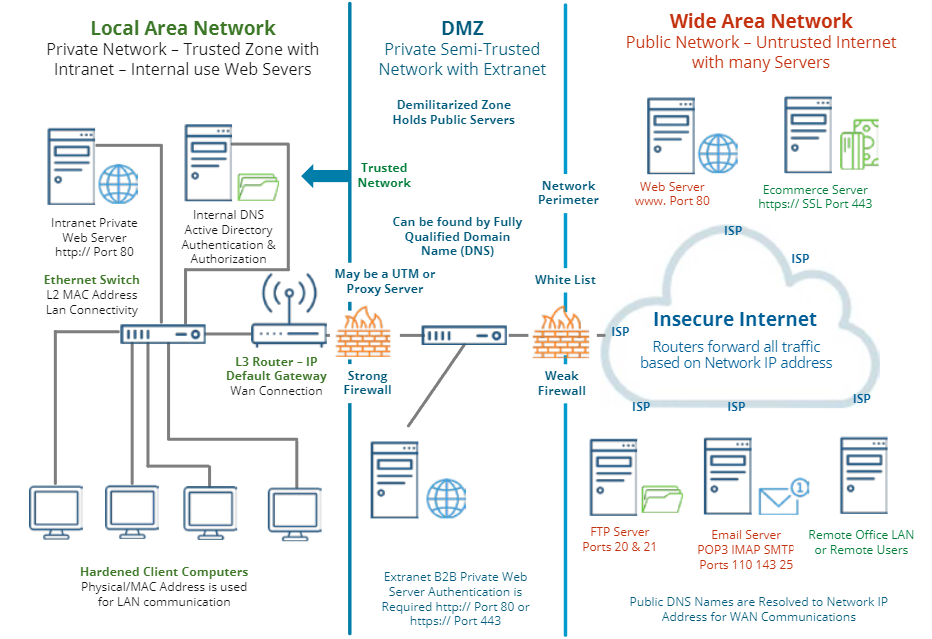 Local Area Network
Private Network – Trusted Zone with
Intranet – Internal use Web Severs
DMZ
Private Semi-Trusted
Network with Extranet
Wide Area Network
Public Network – Untrusted Internet
with many Servers
Demilitarized Zone
Holds Public Servers
Trusted
Network
Network
Perimeter
Web Server
www. Port 80
Ecommerce Server
https:// SSL Port 443
Intranet Private
Web Server
http:// Port 80
Internal DNS
Active Directory
Authentication &
Authorization
Can be found by Fully
Qualified Domain
Name (DNS)
Ethernet Switch
L2 MAC Address
Lan Connectivity
May be a UTM or
Proxy Server
White List
ISP
ISP
ISP
Insecure Internet
Routers forward all traffic
based on Network IP address
L3 Router – IP
Default Gateway
Wan Connection
Strong
Firewall
Weak
Firewall
ISP
ISP
ISP
1
FTP Server
Ports 20 & 21
Email Server
POP3 IMAP SMTP
Ports 110 143 25
Remote Office LAN
or Remote Users
Hardened Client Computers
Physical/MAC Address is used
for LAN communication
Extranet B2B Private Web
Server Authentication is
Required http:// Port 80 or
https:// Port 443
Public DNS Names are Resolved to Network IP
Address for WAN Communications